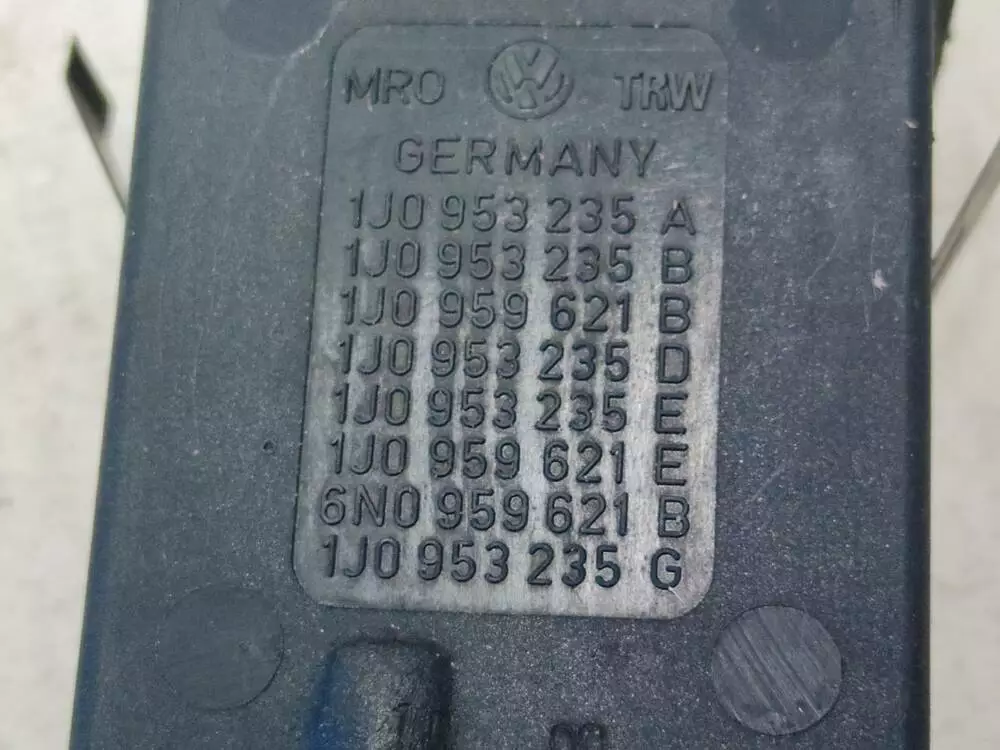 MRO VW TRW
GERMANY
1J0 953 235 A
1J0 953 235 B
1J0 959 621 B
1J0 953 235 D
1J0 953 235 E
1J0 959 621 E
6N0 959 621 B
1J0 953 235 G